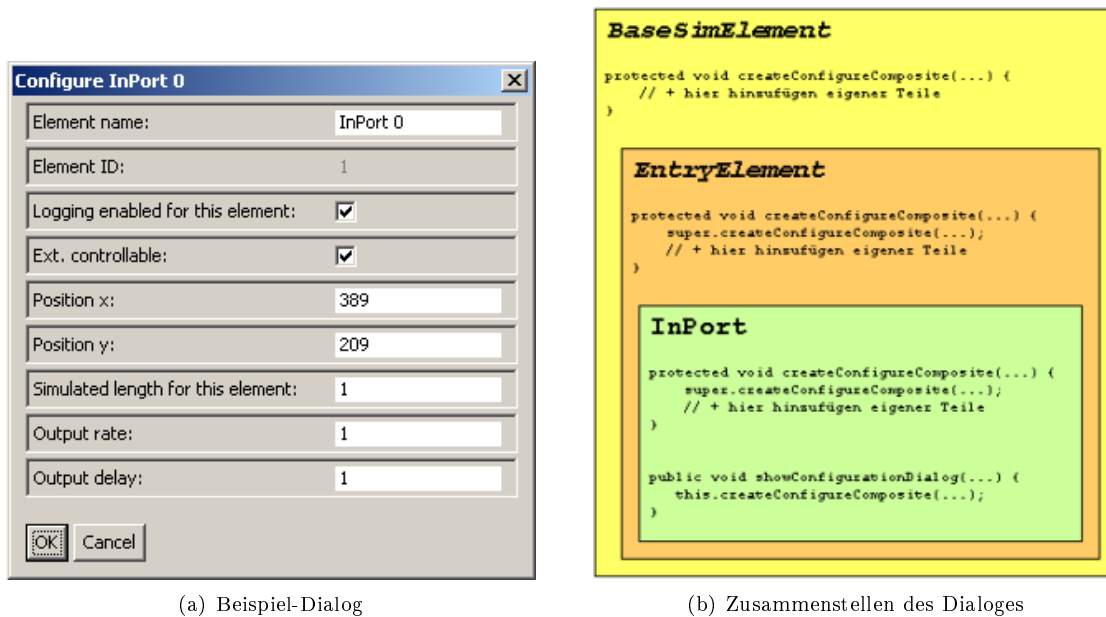 Configure InPort 0
Element name: InPort 0
Element ID: 1
Logging enabled for this element:
Ext. controllable:
Position x: 389
Position y: 209
Simulated length for this element: 1
Output rate: 1
Output delay: 1
OK Cancel
(a) Beispiel-Dialog
BaseSimElement
protected void createConfigureComposite(...) {
// + hier hinzufügen eigener Teile
}
EntryElement
protected void createConfigureComposite(...) {
super.createConfigureComposite(...);
// + hier hinzufügen eigener Teile
}
InPort
protected void createConfigureComposite(...) {
super.createConfigureComposite(...);
// + hier hinzufügen eigener Teile
}
public void showConfigurationDialog(...) {
this.createConfigureComposite(...);
}
(b) Zusammenstellen des Dialoges